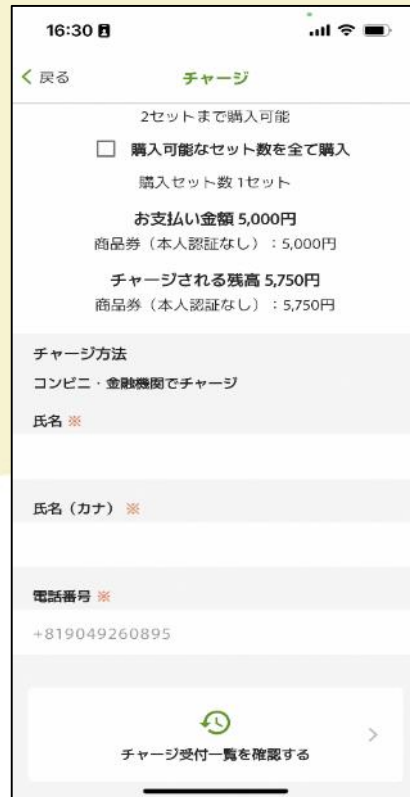 16:30
戻る
チャージ
2セットまで購入可能
購入可能なセット数を全て購入
購入セット数 1セット
お支払い金額 5,000円
商品券（本人認証なし）：5,000円
チャージされる残高 5,750円
商品券（本人認証なし）：5,750円
チャージ方法
コンビニ・金融機関でチャージ
氏名 ※
氏名（カナ） ※
電話番号 ※
+819049260895
チャージ受付一覧を確認する